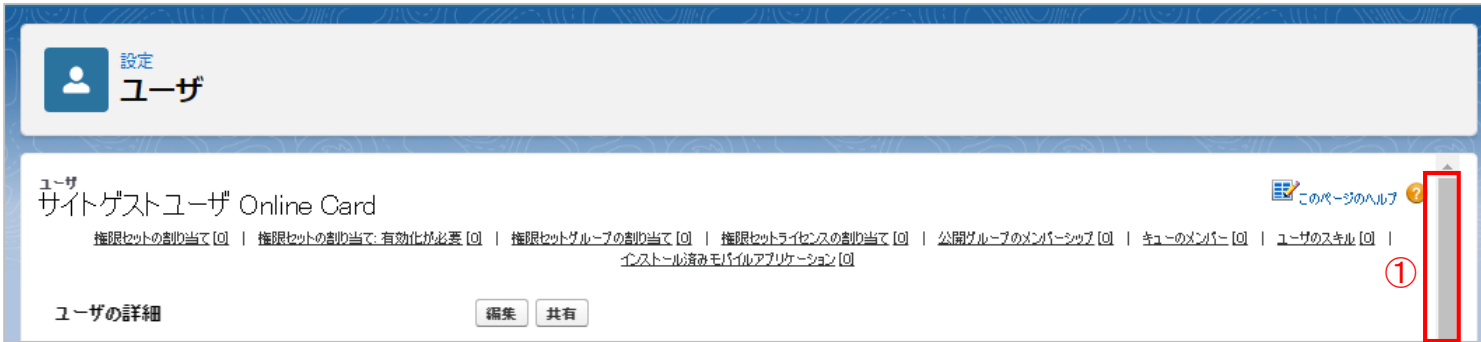 設定
ユーザ
ユーザ
サイトゲストユーザ Online Card
このページのヘルプ
権限セットの割り当て [0] | 権限セットの割り当て: 有効化が必要 [0] | 権限セットグループの割り当て [0] | 権限セットライセンスの割り当て [0] | 公開グループのメンバーシップ [0] | キューのメンバー [0] | ユーザのスキル [0] |
インストール済みモバイルアプリケーション [0]
①
ユーザの詳細
編集 共有